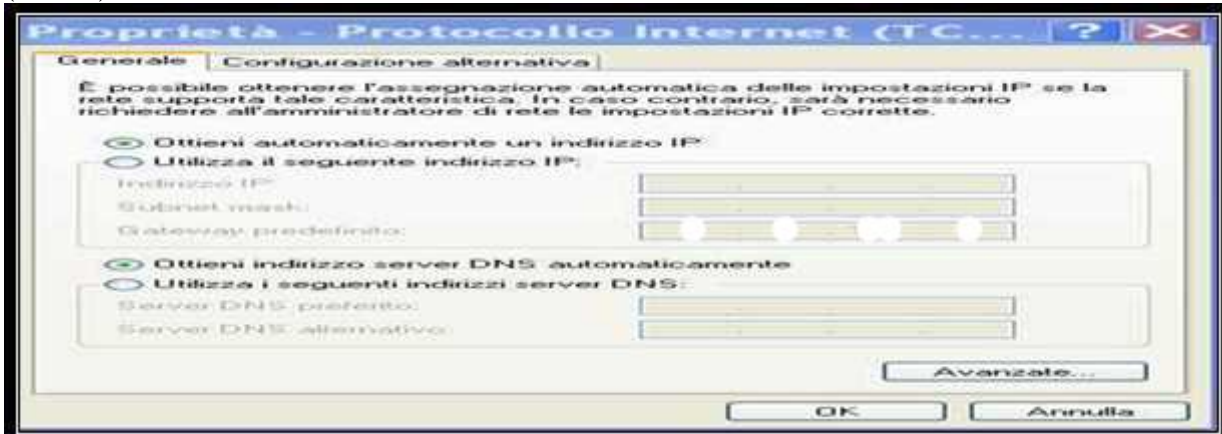 Proprietà - Protocollo Internet (TC...
Generale
Configurazione alternativa
È possibile ottenere l'assegnazione automatica delle impostazioni IP se la
rete supporta tale caratteristica. In caso contrario, sarà necessario
richiedere all'amministratore di rete le impostazioni IP corrette.
Ottieni automaticamente un indirizzo IP
Utilizza il seguente indirizzo IP:
Indirizzo IP:
Subnet mask:
Gateway predefinito:
Ottieni indirizzo server DNS automaticamente
Utilizza i seguenti indirizzi server DNS:
Server DNS preferito:
Server DNS alternativo:
Avanzate...
OK
Annulla